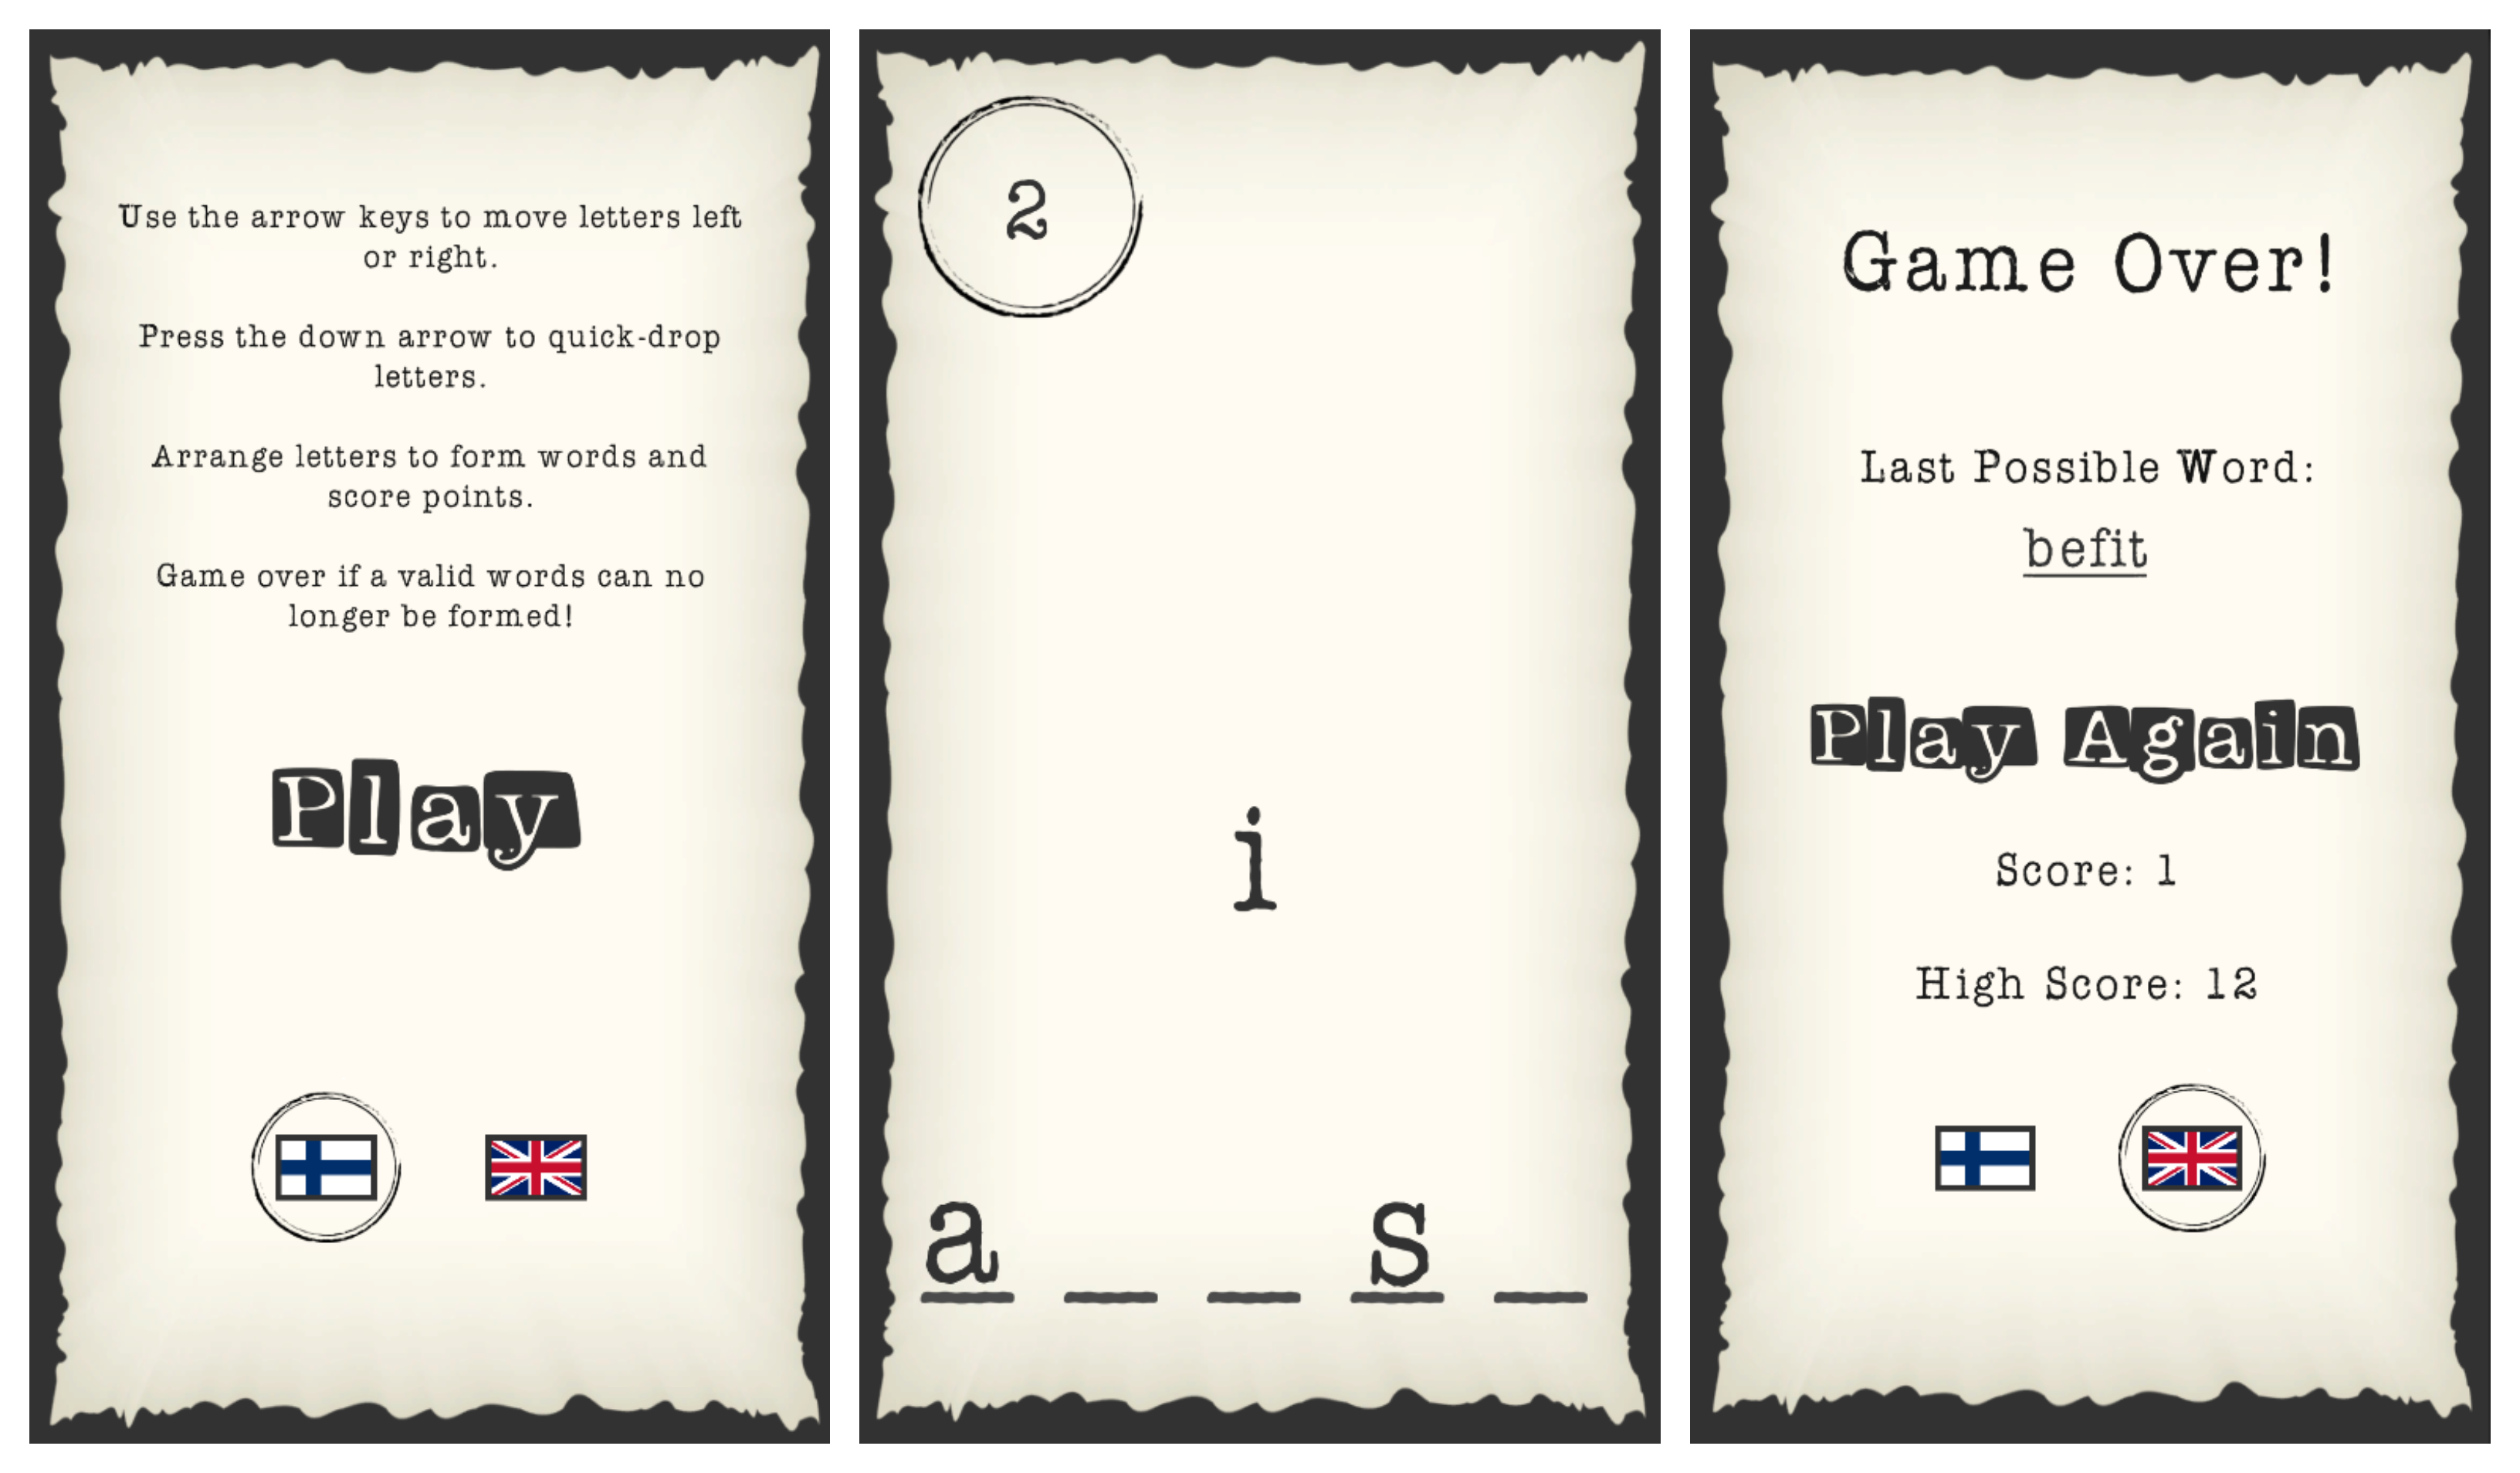 Use the arrow keys to move letters left
or right.
Press the down arrow to quick-drop
letters.
Arrange letters to form words and
score points.
Game over if a valid words can no
longer be formed!
Play
2
i
a _ _ s _
Game Over!
Last Possible Word:
befit
Play Again
Score: 1
High Score: 12